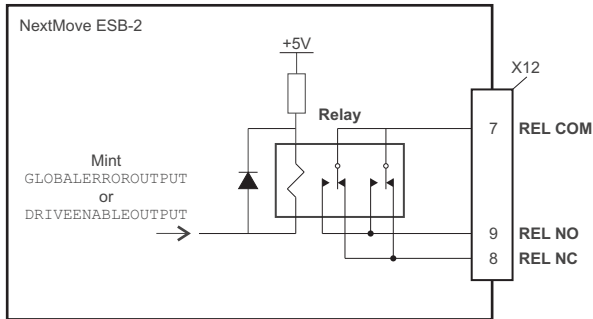 NextMove ESB-2
+5V
X12
Relay
7 REL COM
Mint
GLOBALERROROUTPUT
or
DRIVEENABLEOUTPUT
9 REL NO
8 REL NC